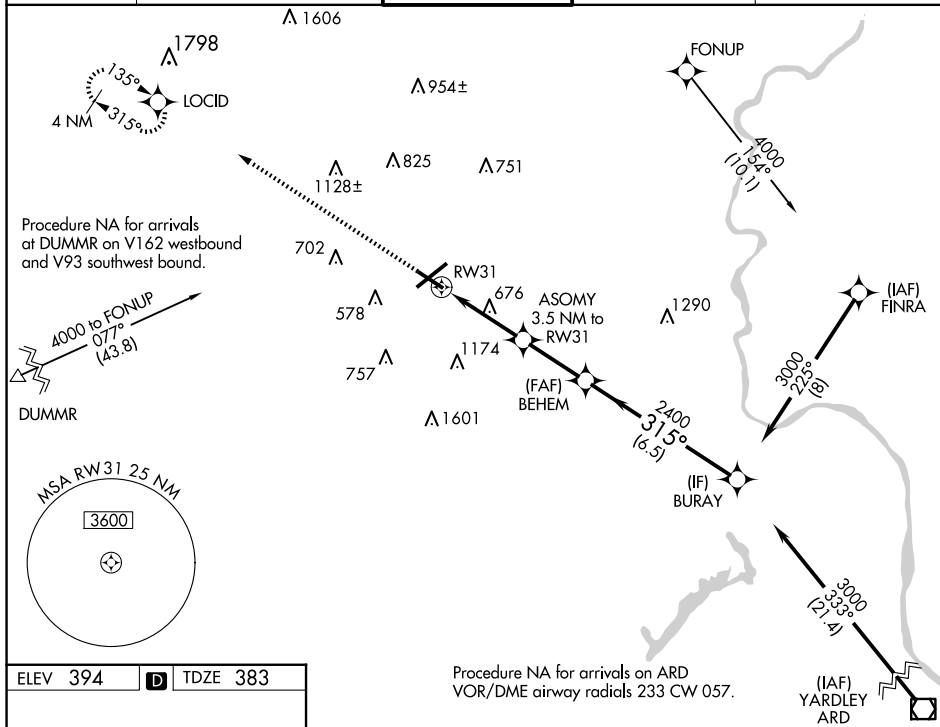 1606
1798
FONUP
135°
LOCID
954±
4 NM
315°
4000
154°
(10.1)
825
751
1128±
Procedure NA for arrivals
at DUMMR on V162 westbound
and V93 southwest bound.
702
RW31
676
ASOMY
3.5 NM to
RW31
(IAF)
FINRA
1290
578
4000 to FONUP
077°
(43.8)
3000
225°
(8)
757
1174
(FAF)
BEHEM
DUMMR
1601
2400
315°
(6.5)
(IF)
BURAY
MSA RW31 25 NM
3600
3000
333°
(21.4)
ELEV 394 D TDZE 383
Procedure NA for arrivals on ARD
VOR/DME airway radials 233 CW 057.
(IAF)
YARDLEY
ARD